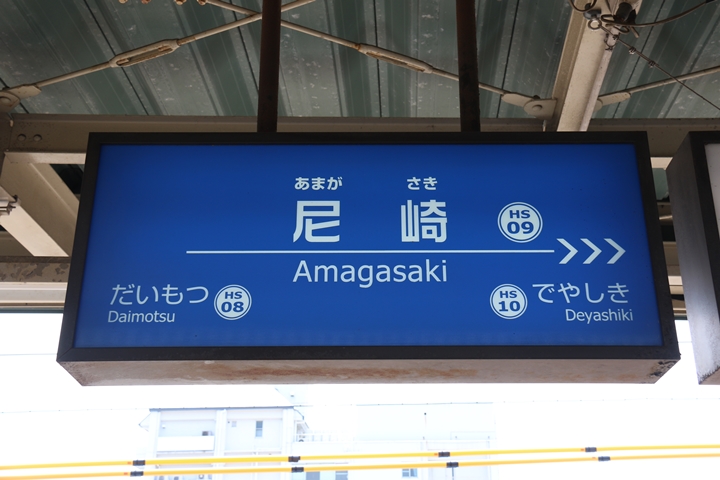 あまが さき
尼 崎 HS 09
Amagasaki
だいもつ HS 08
Daimotsu
HS 10 でやしき
Deyashiki